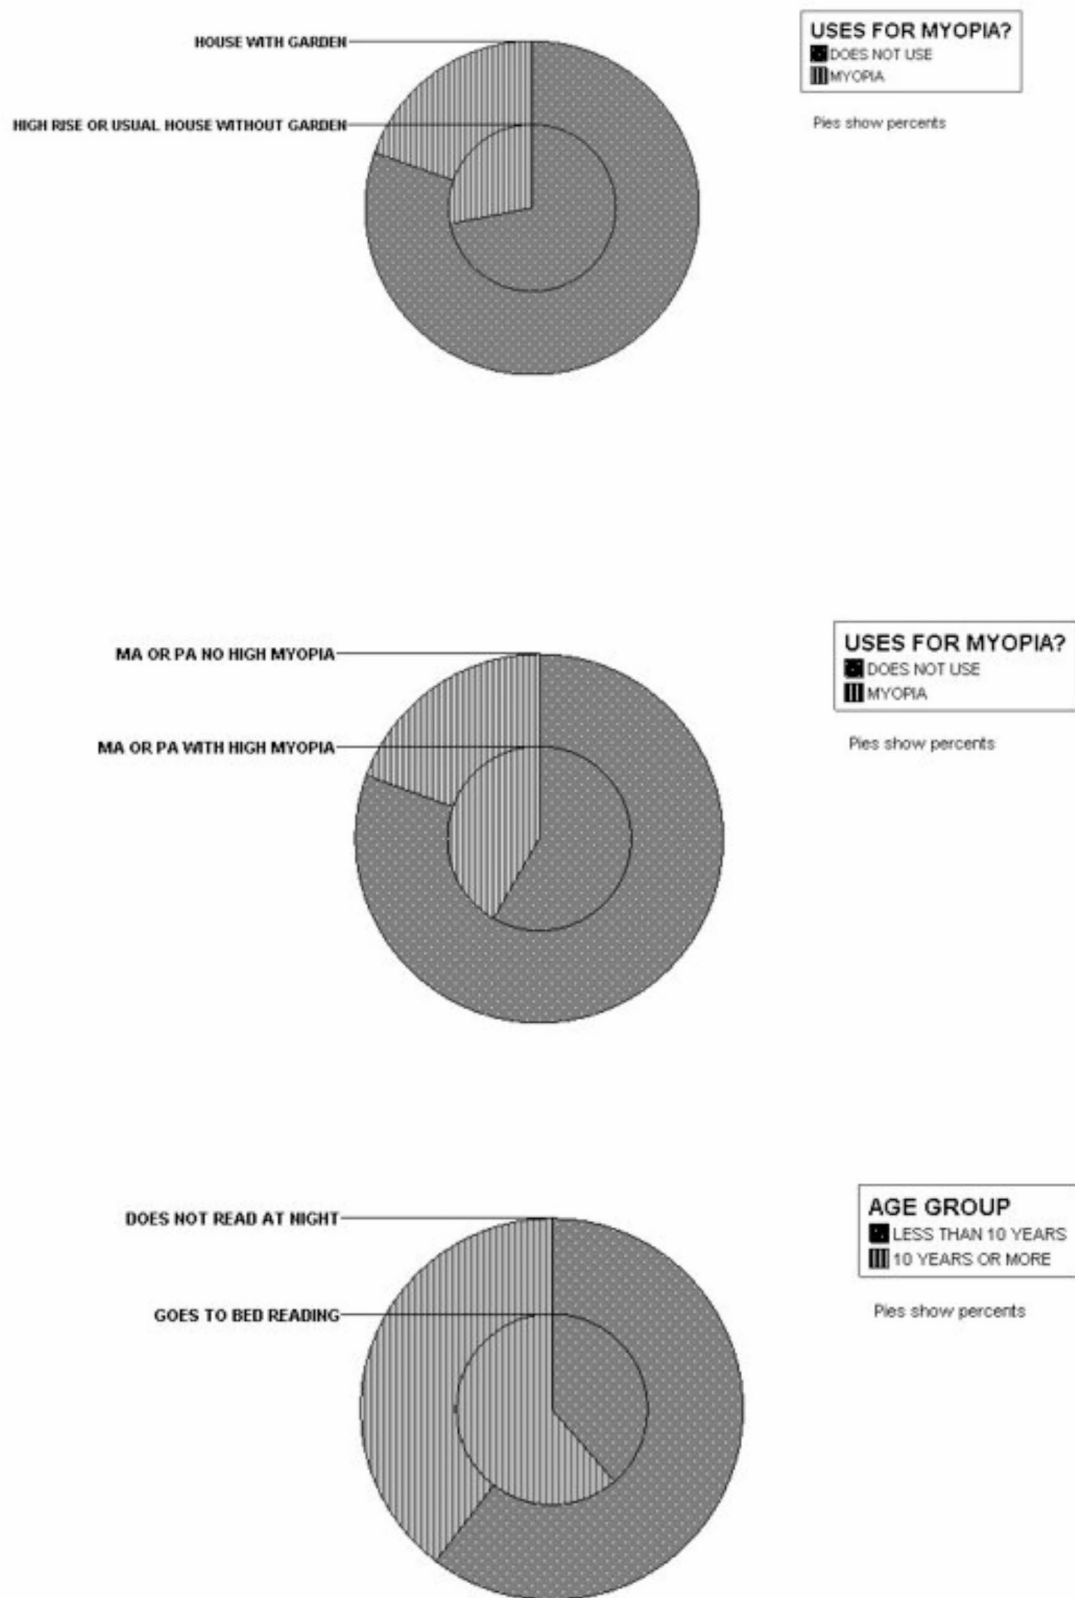 HOUSE WITH GARDEN
HIGH RISE OR USUAL HOUSE WITHOUT GARDEN
USES FOR MYOPIA?
DOES NOT USE
MYOPIA
Pies show percents
MA OR PA NO HIGH MYOPIA
MA OR PA WITH HIGH MYOPIA
USES FOR MYOPIA?
DOES NOT USE
MYOPIA
Pies show percents
DOES NOT READ AT NIGHT
GOES TO BED READING
AGE GROUP
LESS THAN 10 YEARS
10 YEARS OR MORE
Pies show percents